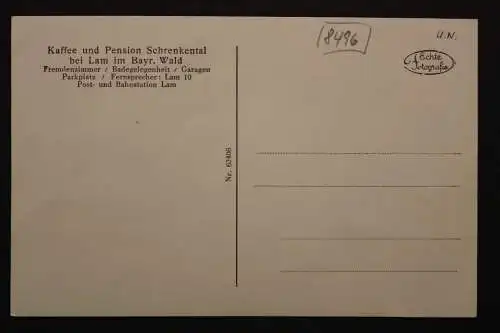 Kaffee und Pension Schrenkental
bei Lam im Bayr. Wald
Fremdenzimmer / Badegelegenheit / Garagen
Parkplatz / Fernsprecher: Lam 10
Post- und Bahnstation Lam
8496
U.N.
Echte
Fotografie
Nr. 62408